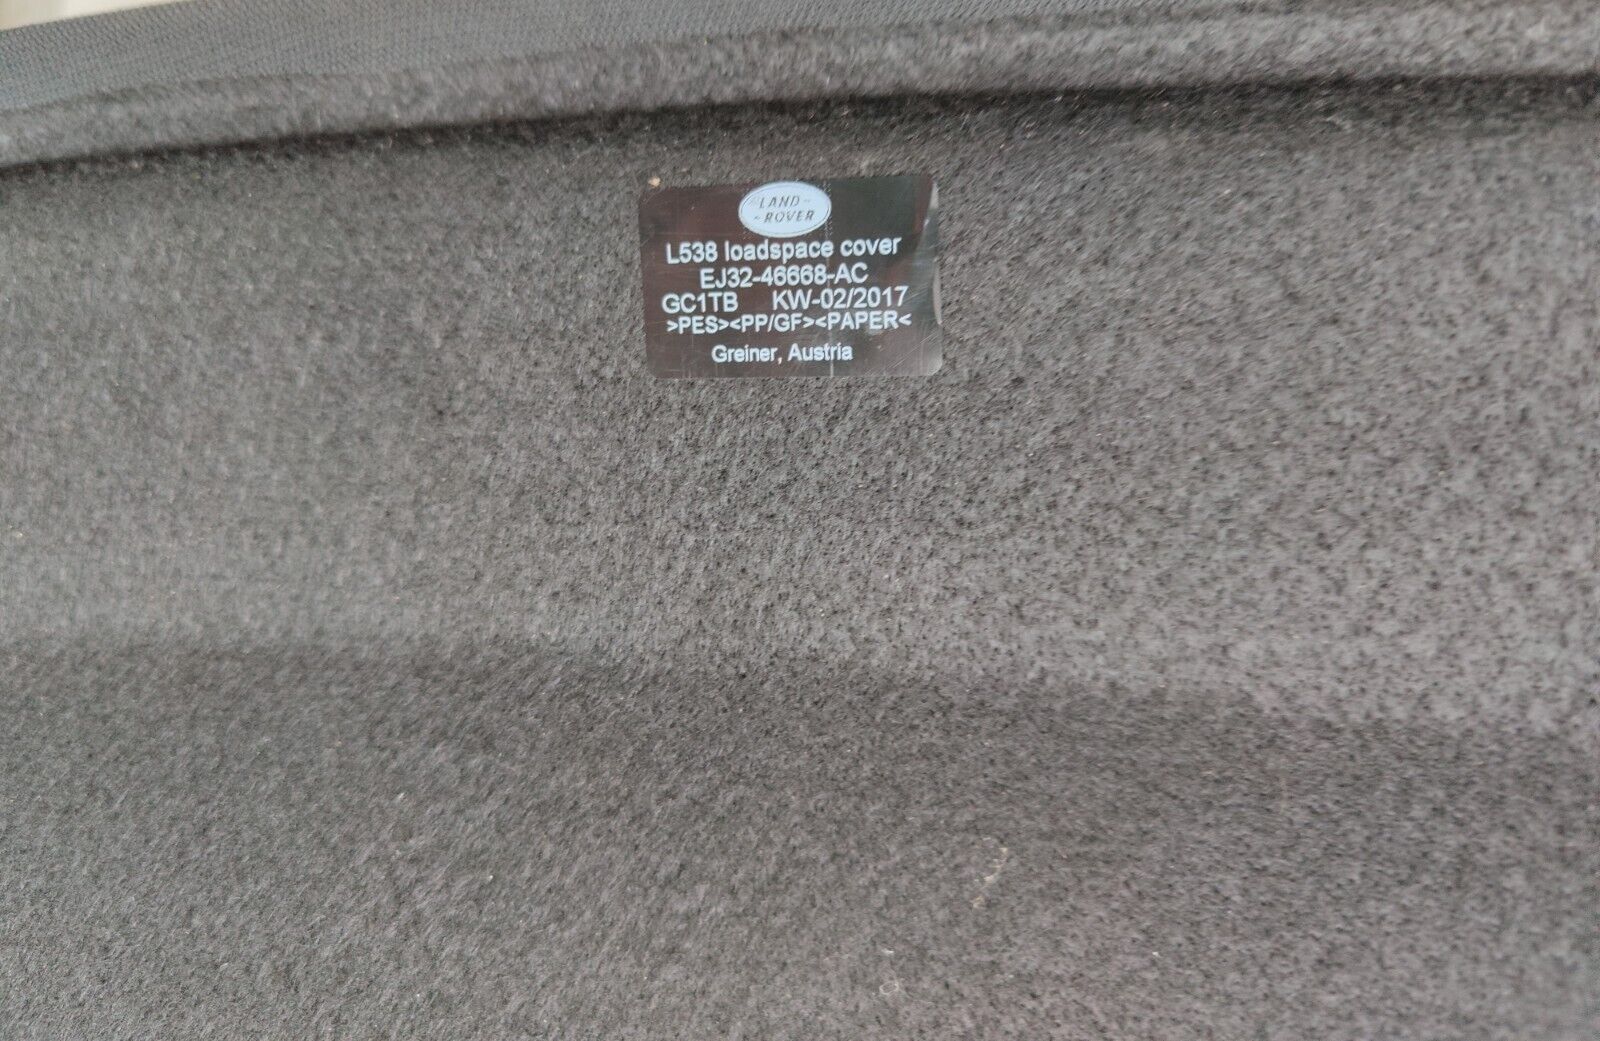 LAND-
-ROVER
L538 loadspace cover
EJ32-46668-AC
GC1TB KW-02/2017
>PES><PP/GF><PAPER<
Greiner, Austria